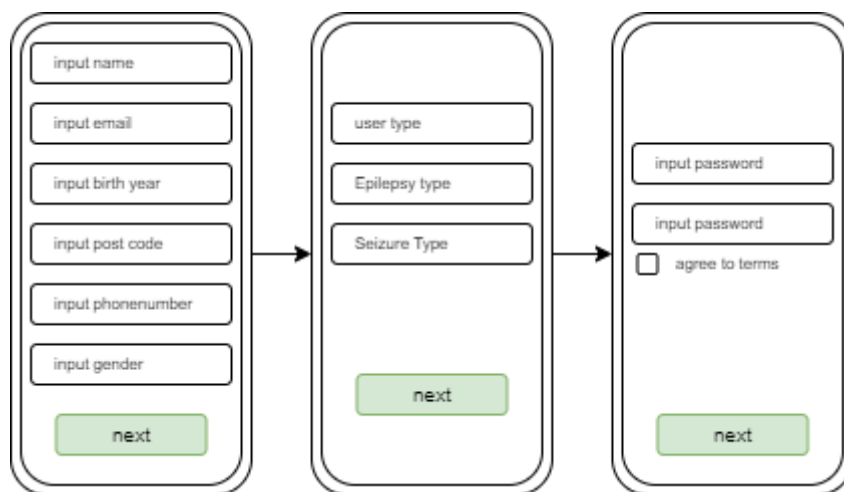 input name
input email
input birth year
input post code
input phonenumber
input gender
next
user type
Epilepsy type
Seizure Type
next
input password
input password
agree to terms
next